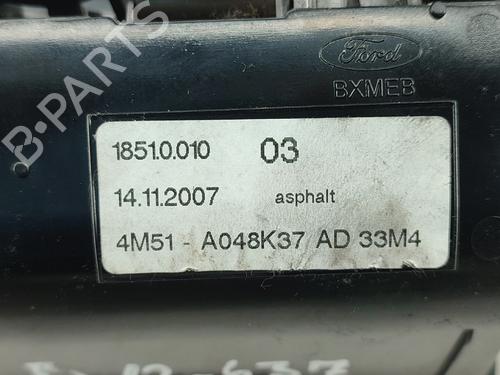 Ford
BXMEB
1851.0.010 03
14.11.2007 asphalt
4M51 - A048K37 AD 33M4
B-PARTS